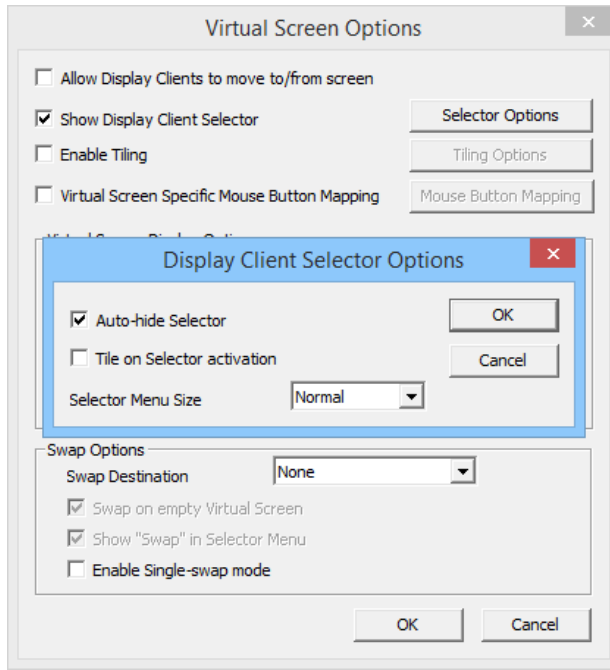 Virtual Screen Options
Allow Display Clients to move to/from screen
Show Display Client Selector
Selector Options
Enable Tiling
Tiling Options
Virtual Screen Specific Mouse Button Mapping
Mouse Button Mapping
Display Client Selector Options
Auto-hide Selector
OK
Tile on Selector activation
Cancel
Selector Menu Size
Normal
Swap Options
Swap Destination
None
Swap on empty Virtual Screen
Show "Swap" in Selector Menu
Enable Single-swap mode
OK
Cancel